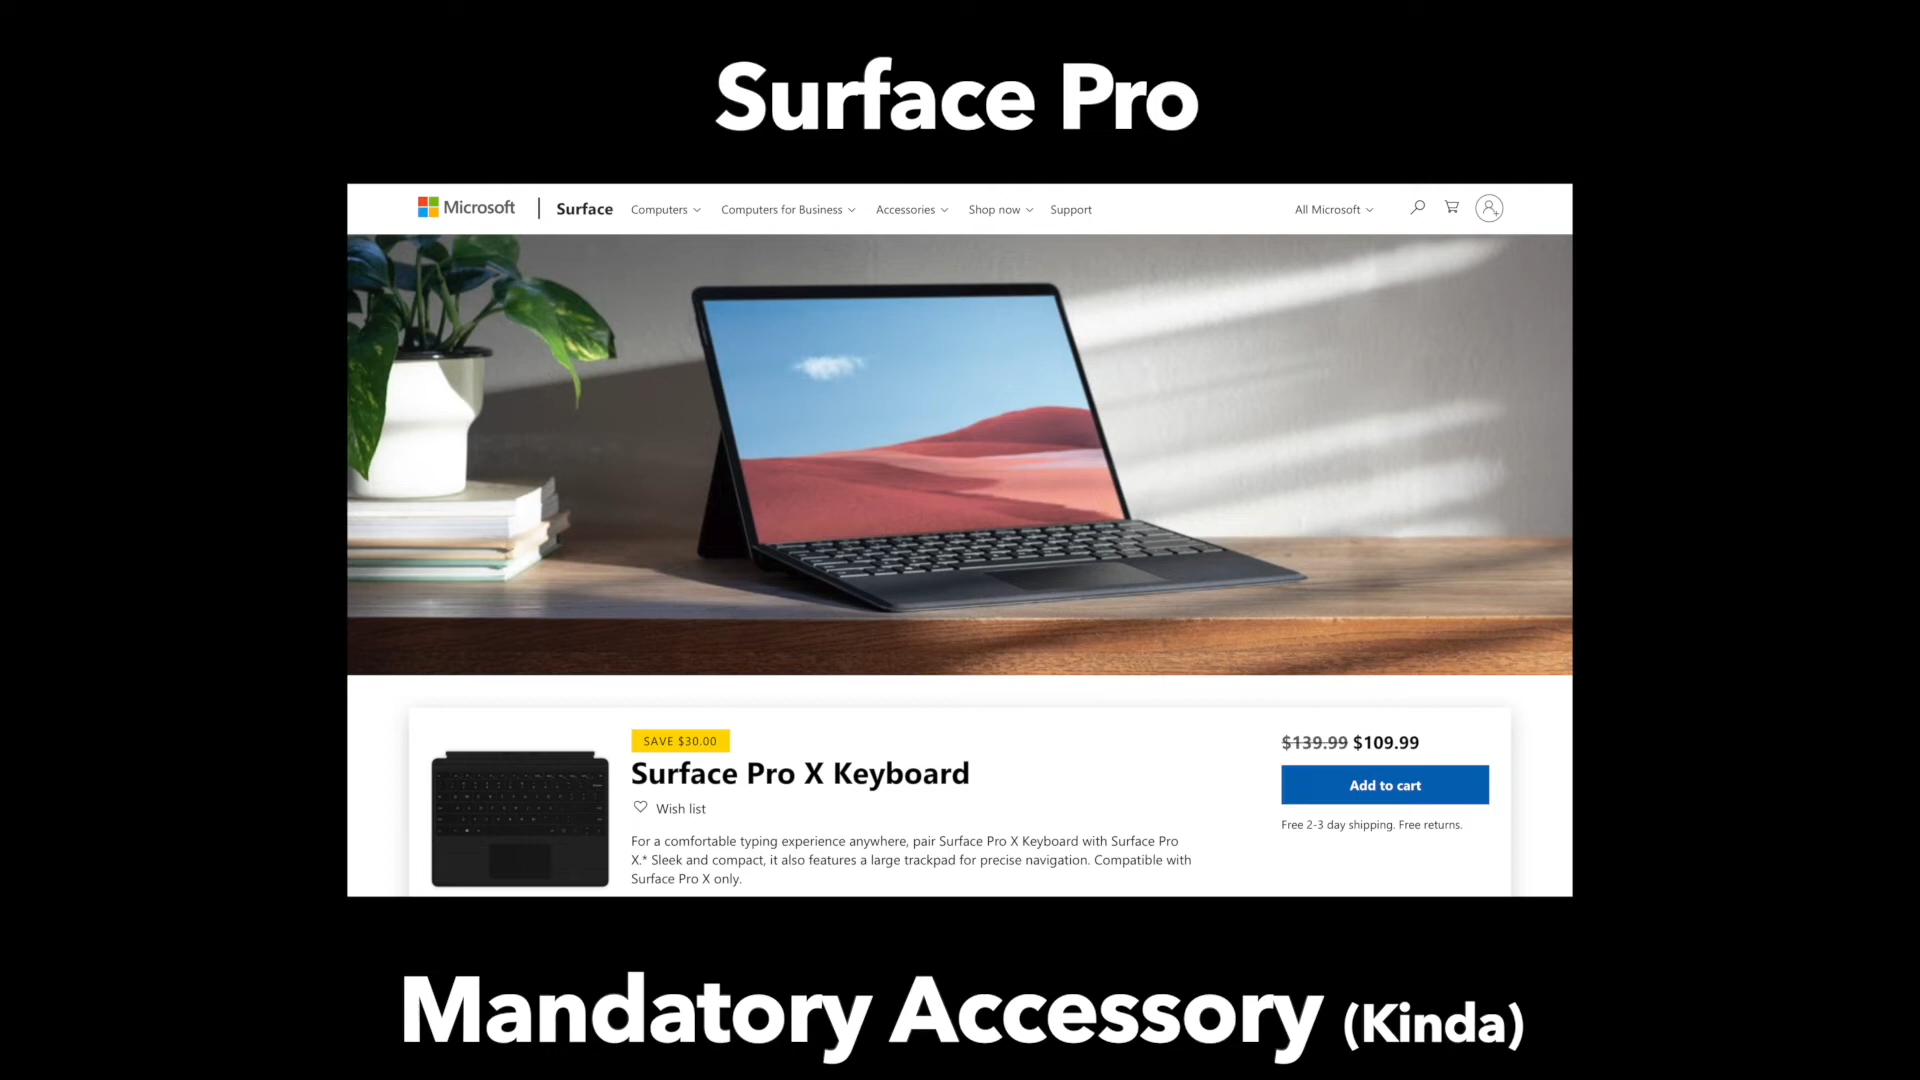 Surface Pro
Microsoft | Surface Computers Computers for Business Accessories Shop now Support All Microsoft
SAVE $30.00
Surface Pro X Keyboard
Wish list
For a comfortable typing experience anywhere, pair Surface Pro X Keyboard with Surface Pro
X.* Sleek and compact, it also features a large trackpad for precise navigation. Compatible with
Surface Pro X only.
$139.99 $109.99
Add to cart
Free 2-3 day shipping. Free returns.
Mandatory Accessory (Kinda)